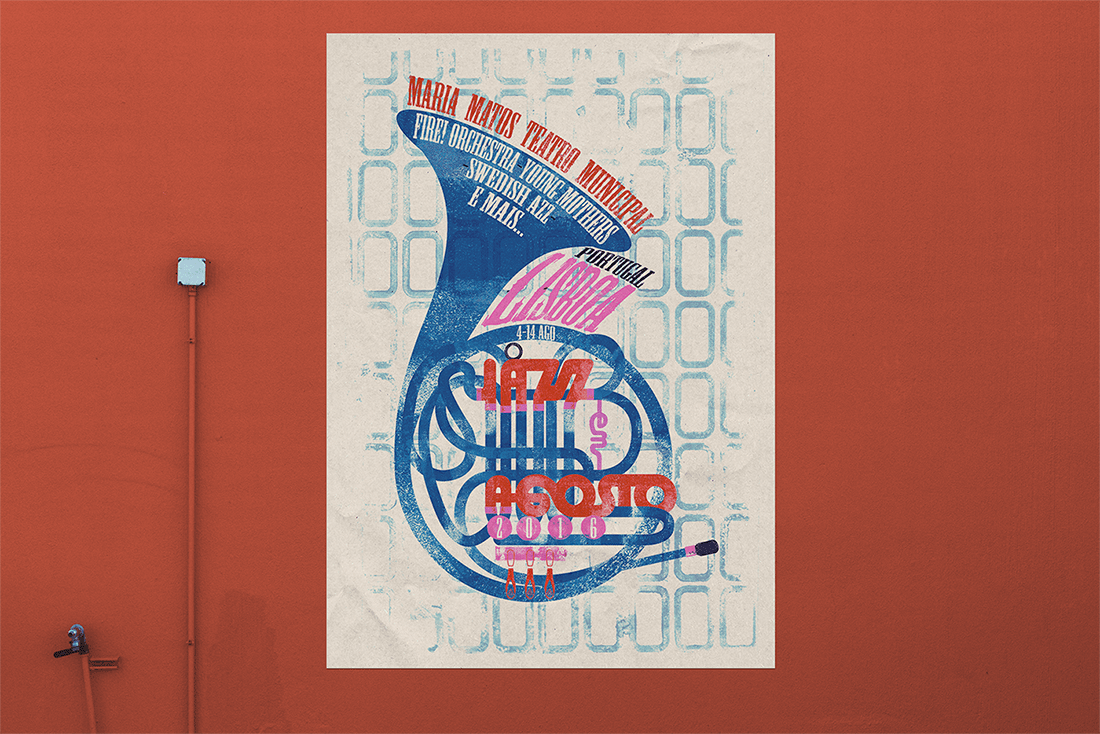 MARIA MATOS TEATRO MUNICIPAL
FIRE! ORCHESTRA YOUNG MOTHERS
SWEDISH AZZ
E MAIS...
PORTUGAL
LISBOA
4-14 AGO
JAZZ
em
AGOSTO
2016